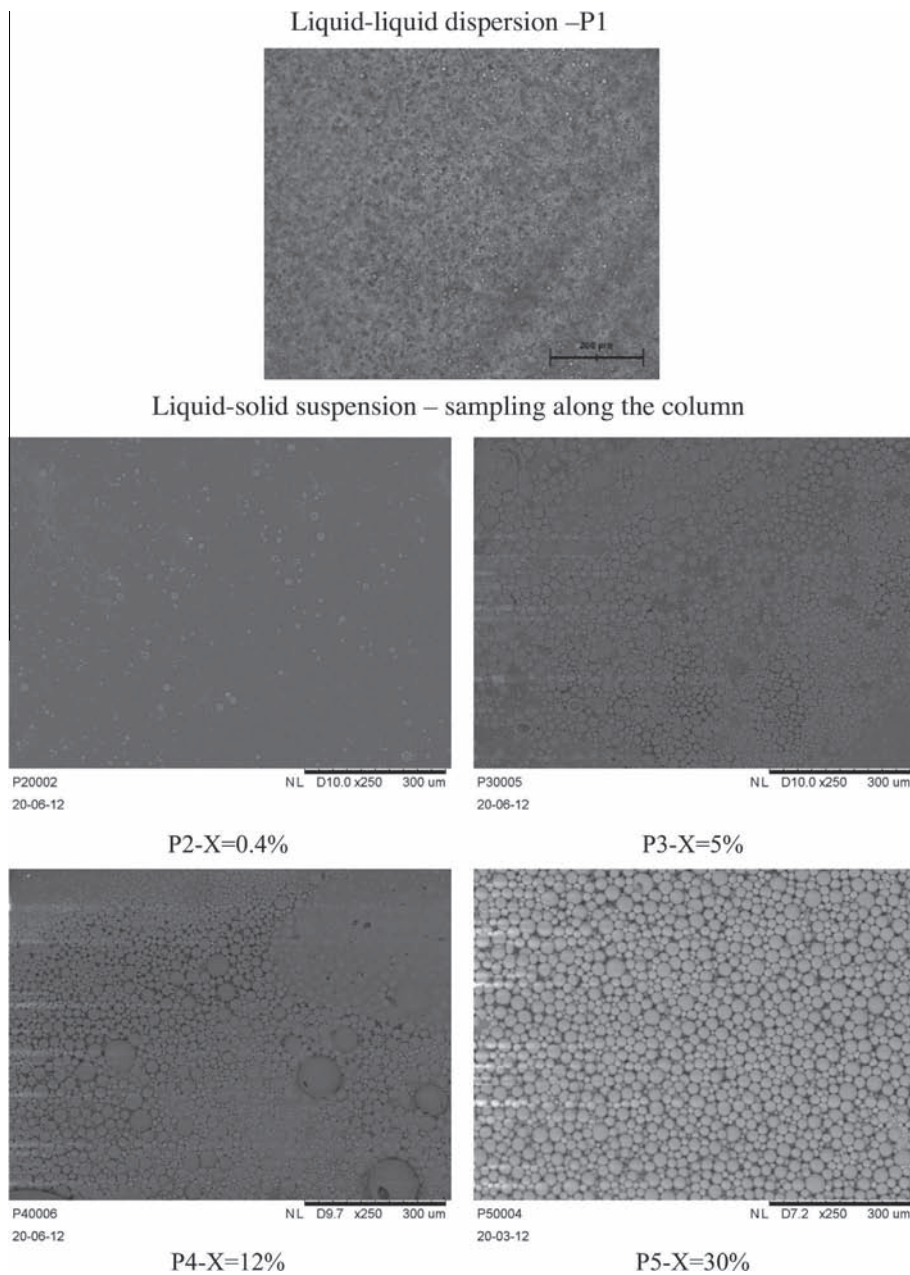 Liquid-liquid dispersion –P1
200 µm
Liquid-solid suspension – sampling along the column
P20002 NL D10.0 x250 300 um
20-06-12
P30005 NL D10.0 x250 300 um
20-06-12
P2-X=0.4%
P3-X=5%
P40006 NL D9.7 x250 300 um
20-06-12
P50004 NL D7.2 x250 300 um
20-03-12
P4-X=12%
P5-X=30%